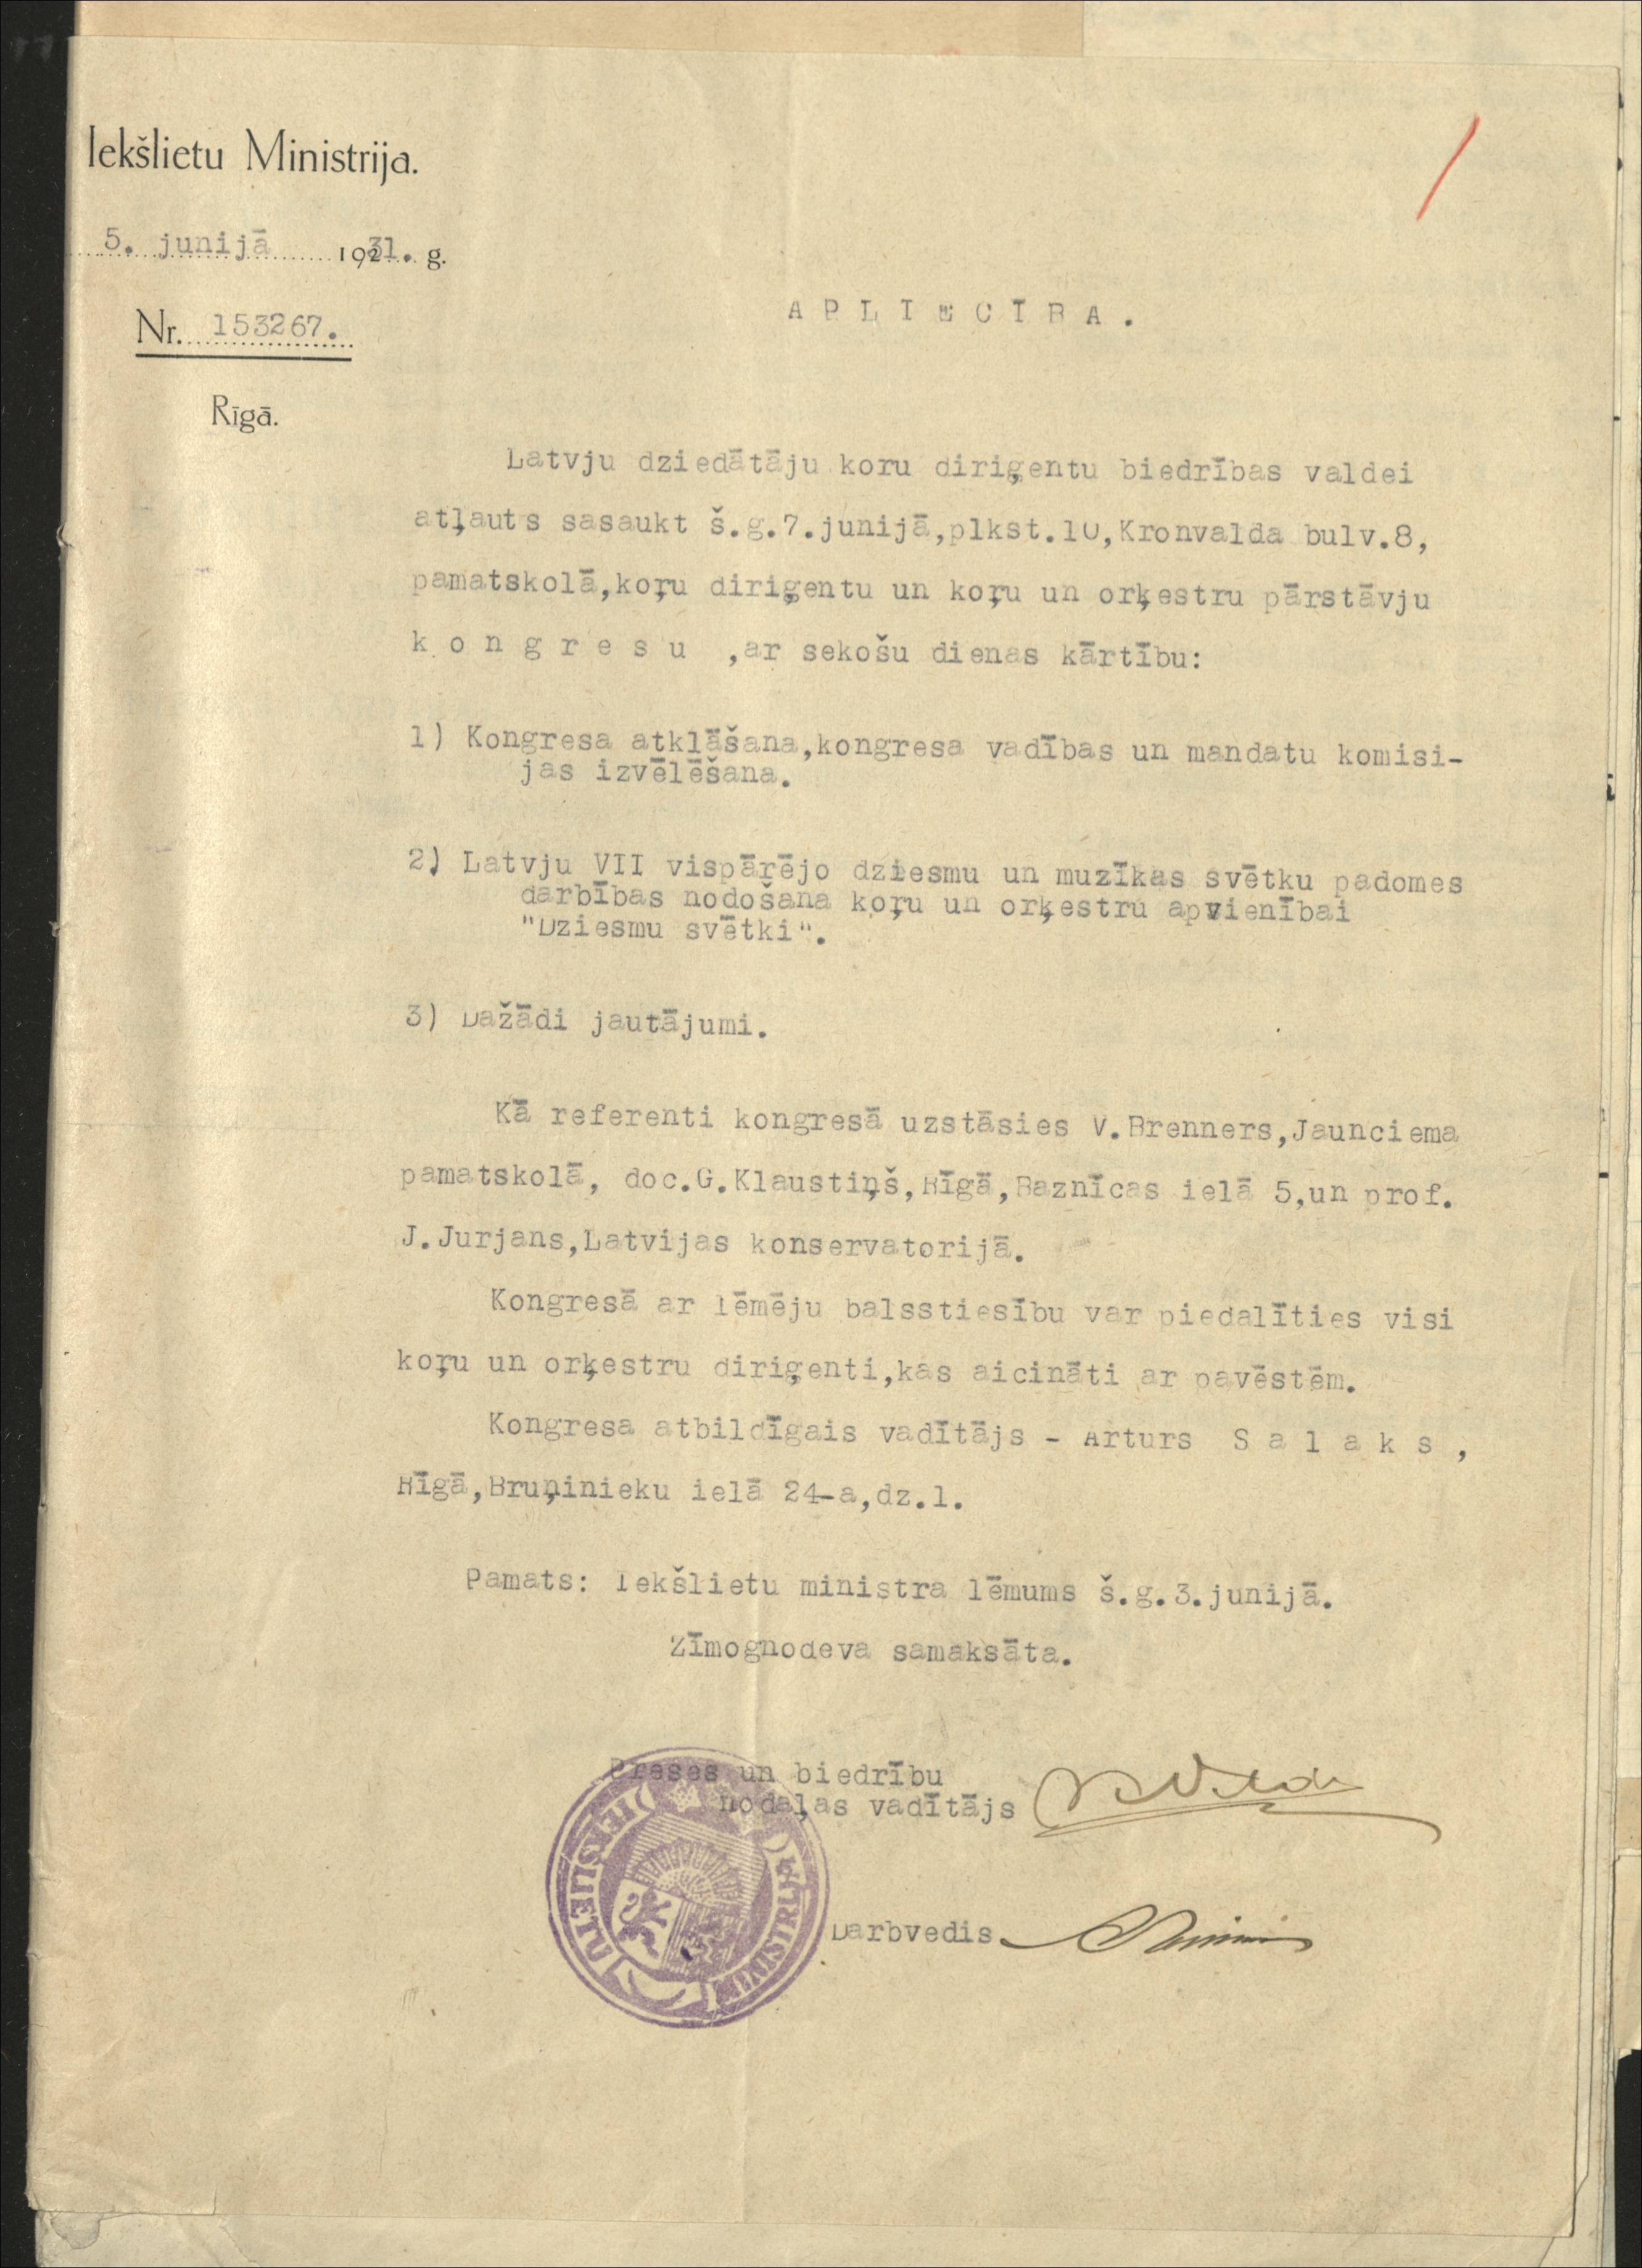 Iekšlietu Ministrija.
5. junijā 1931. g.
Nr. 153267.
Rīgā.
APLIECĪBA.
Latvju dziedātāju koru diriģentu biedrības valdei
atļauts sasaukt š.g.7.junijā,plkst.10,Kronvalda bulv.8,
pamatskolā,koŗu diriģentu un koŗu un orķestru pārstāvju
kongresu ,ar sekošu dienas kārtību:
1) Kongresa atklāšana,kongresa vadības un mandatu komisi-
jas izvēlēšana.
2) Latvju VII vispārējo dziesmu un muzīkas svētku padomes
darbības nodošana koŗu un orķestru apvienībai
"Dziesmu svētki".
3) Dažādi jautājumi.
Kā referenti kongresā uzstāsies V.Brenners,Jaunciema
pamatskolā, doc.G.Klaustiņš,Rīgā,Baznīcas ielā 5,un prof.
J.Jurjans,Latvijas konservatorijā.
Kongresā ar lēmēju balsstiesību var piedalīties visi
koŗu un orķestru diriģenti,kas aicināti ar pavēstēm.
Kongresa atbildīgais vadītājs - Arturs Salaks,
Rīgā,Bruņinieku ielā 24-a,dz.1.
Pamats: Iekšlietu ministra lēmums š.g.3.junijā.
Zīmognodeva samaksāta.
Preses un biedrību
nodaļas vadītājs
IEKŠLIETU MINISTRIJA
Darbvedis